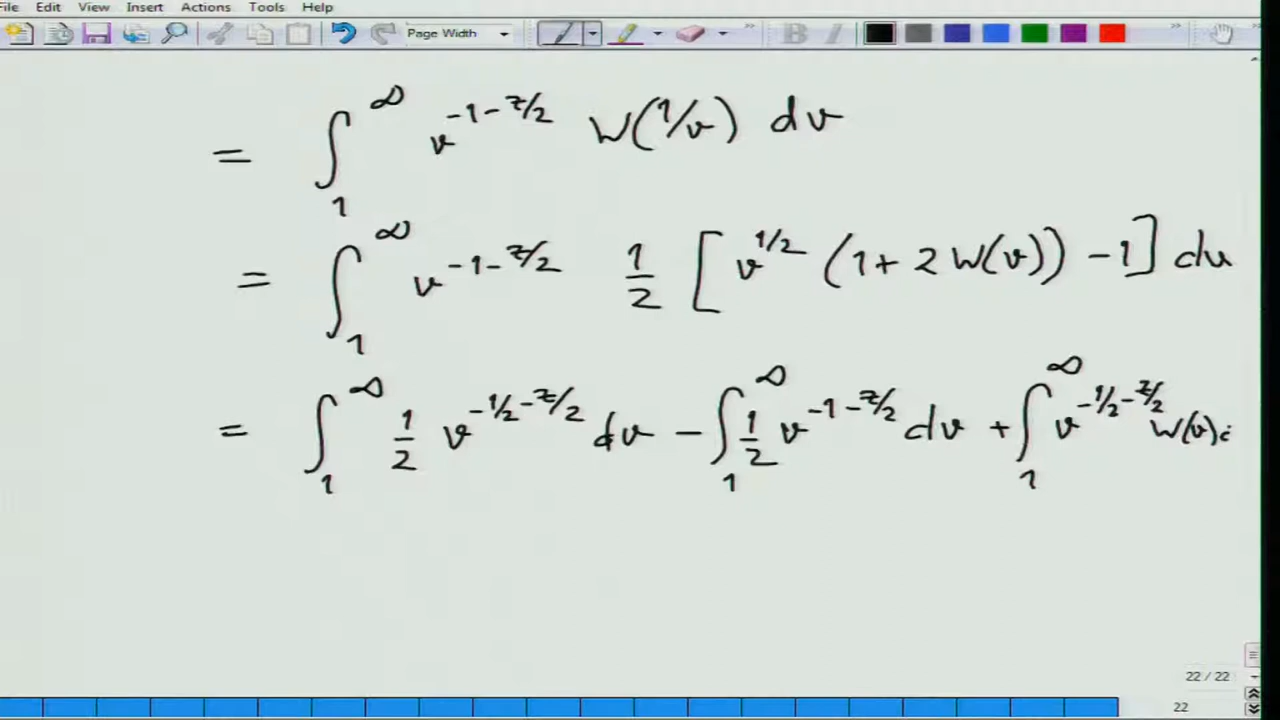 File Edit View Insert Actions Tools Help
Page Width
= ∫_1^∞ v^{-1-z/2} W(1/v) dv
= ∫_1^∞ v^{-1-z/2} 1/2 [v^{1/2} (1+2W(v)) -1] dv
= ∫_1^∞ 1/2 v^{-1/2-z/2} dv - ∫_1^∞ 1/2 v^{-1-z/2} dv + ∫_1^∞ v^{-1/2-z/2} W(v)
22 / 22
22